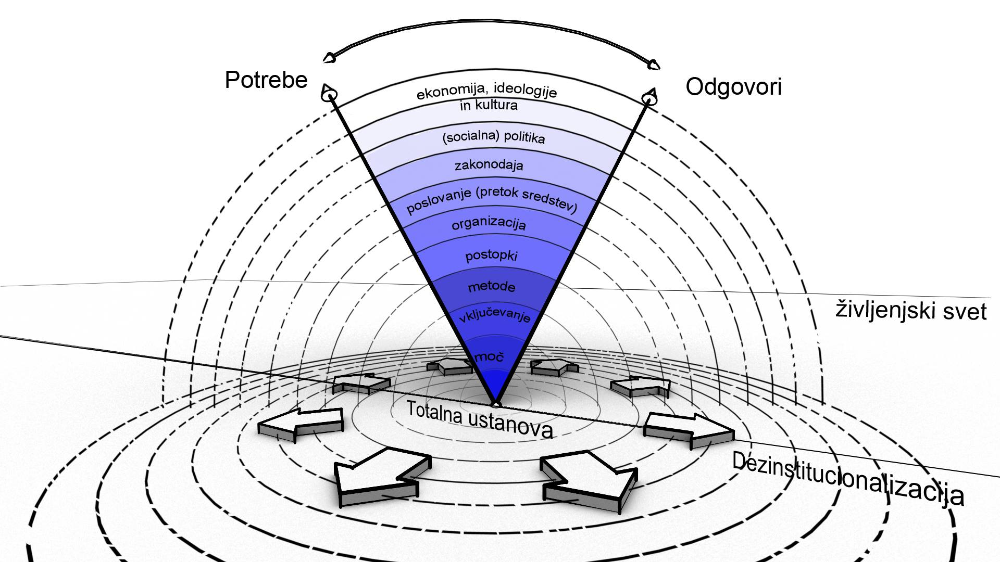 Potrebe
Odgovori
ekonomija, ideologije
in kultura
(socialna) politika
zakonodaja
poslovanje (pretok sredstev)
organizacija
postopki
metode
vključevanje
moč
življenjski svet
Totalna ustanova
Dezinstitucionalizacija